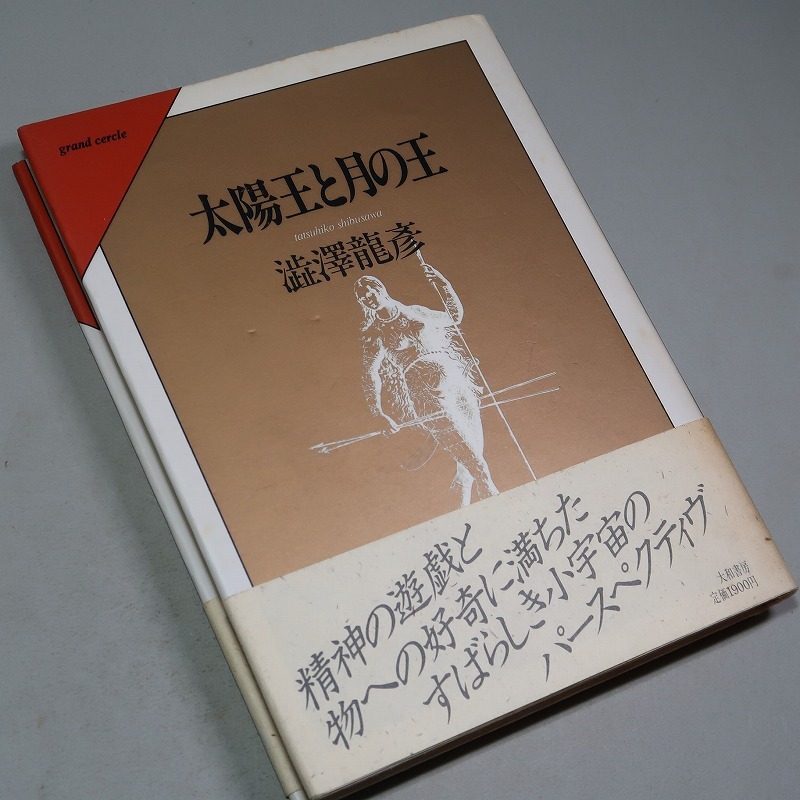 grand cercle
太陽王と月の王
tatsuhiko shibusawa
澁澤龍彥
精神の遊戯と
物への好奇に満ちた
すばらしき小宇宙の
パースペクティヴ
大和書房
定価1900円